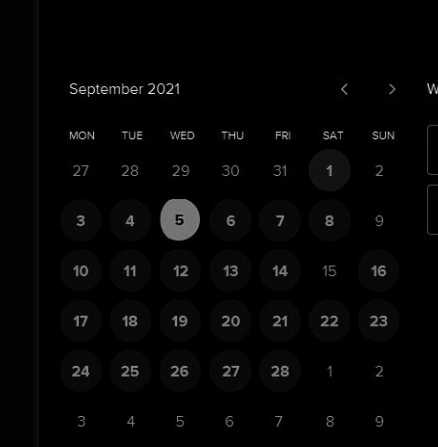 September 2021 < > W
MON TUE WED THU FRI SAT SUN
27 28 29 30 31 1 2
3 4 5 6 7 8 9
10 11 12 13 14 15 16
17 18 19 20 21 22 23
24 25 26 27 28 1 2
3 4 5 6 7 8 9